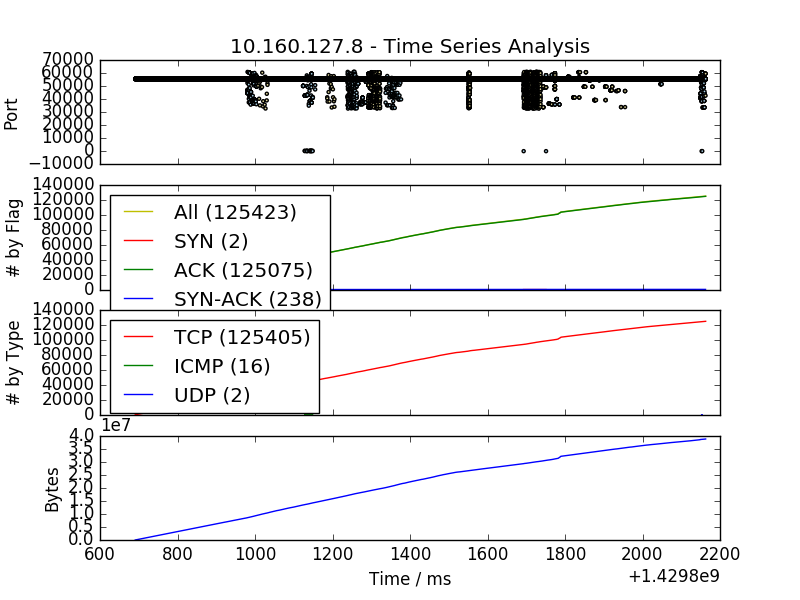 10.160.127.8 - Time Series Analysis
70000
60000
50000
40000
30000
20000
10000
0
−10000
Port
140000
120000
100000
80000
60000
40000
20000
0
# by Flag
All (125423)
SYN (2)
ACK (125075)
SYN-ACK (238)
140000
120000
100000
80000
60000
40000
20000
0
# by Type
TCP (125405)
ICMP (16)
UDP (2)
1e7
4.0
3.5
3.0
2.5
2.0
1.5
1.0
0.5
0.0
Bytes
600 800 1000 1200 1400 1600 1800 2000 2200
Time / ms
+1.4298e9